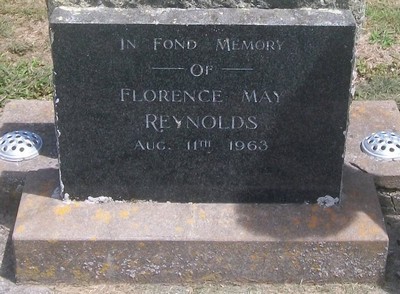 In Fond Memory
Of
Florence May
Reynolds
Aug. 11th 1963